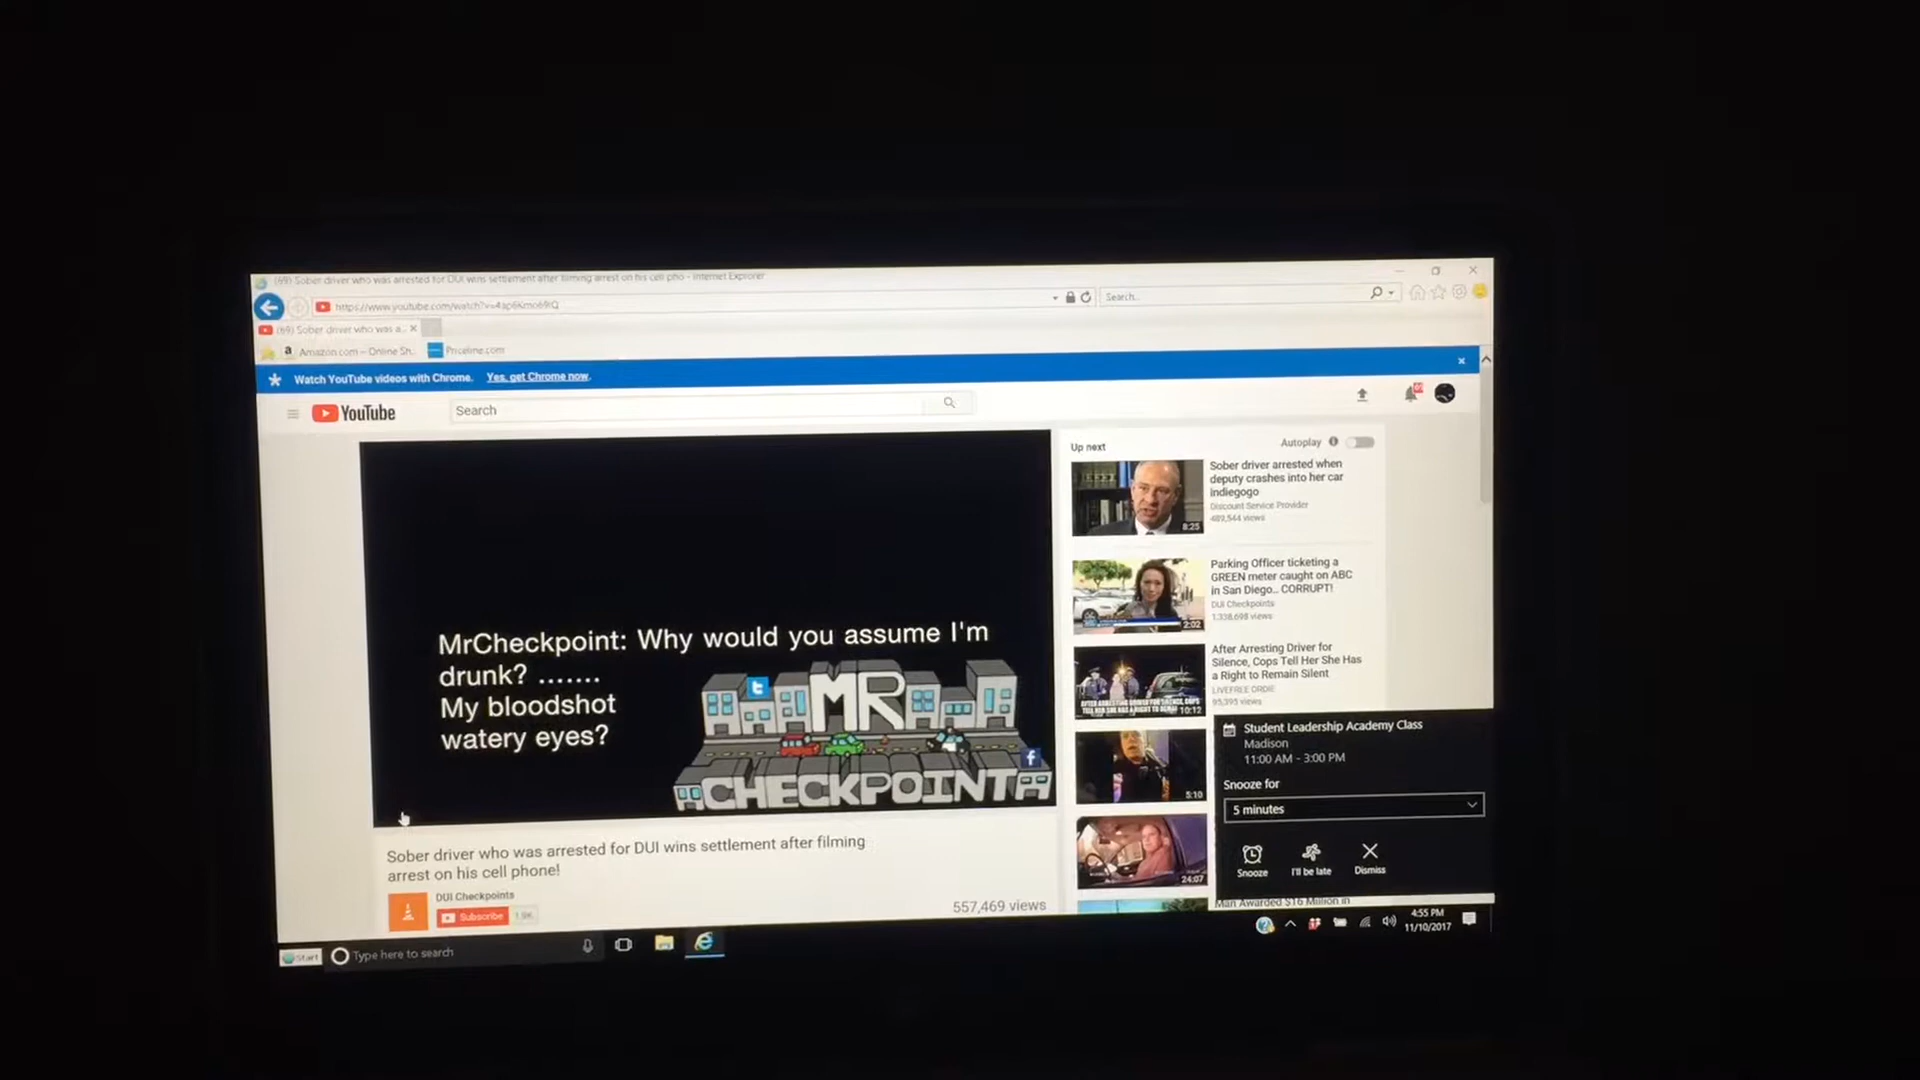 (69) Sober driver who was arrested for DUI wins settlement after filming arrest on his cell pho - Internet Explorer
Search...
(69) Sober driver who was a...
Amazon.com – Online Sh...
Priceline.com
Watch YouTube videos with Chrome. Yes, get Chrome now.
YouTube
Search
Up next
Autoplay
Sober driver arrested when
deputy crashes into her car
indiegogo
Discount Service Provider
489,544 views
8:25
Parking Officer ticketing a
GREEN meter caught on ABC
in San Diego... CORRUPT!
DUI Checkpoints
1,338,698 views
2:02
After Arresting Driver for
Silence, Cops Tell Her She Has
a Right to Remain Silent
LIVEFREE ORDIE
95,395 views
10:12
5:10
24:07
MrCheckpoint: Why would you assume I'm
drunk? .......
My bloodshot
watery eyes?
MR
CHECKPOINT
Sober driver who was arrested for DUI wins settlement after filming
arrest on his cell phone!
DUI Checkpoints
Subscribe 1.9K
557,469 views
Student Leadership Academy Class
Madison
11:00 AM - 3:00 PM
Snooze for
5 minutes
Snooze
I'll be late
Dismiss
Man Awarded $16 Million in
Start
Type here to search
4:55 PM
11/10/2017